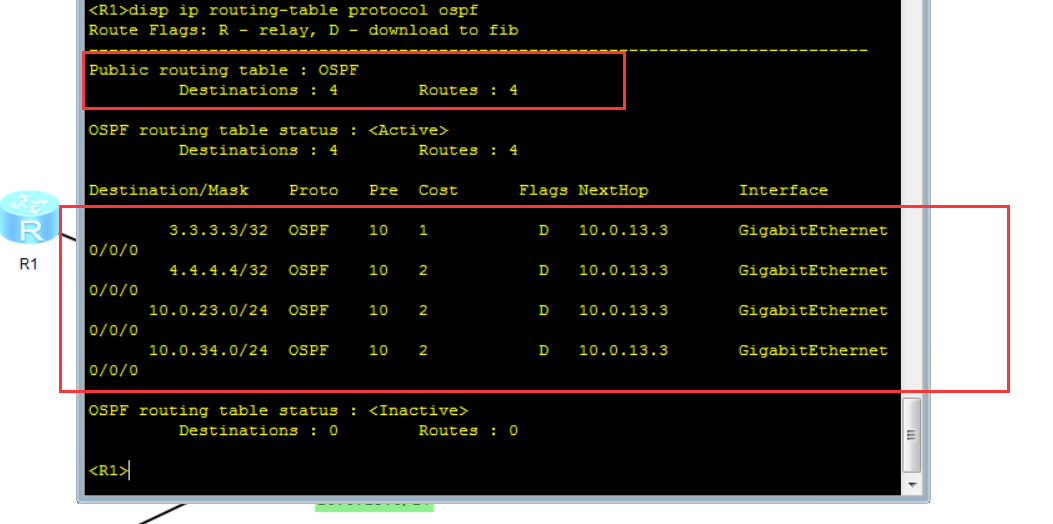 <R1>disp ip routing-table protocol ospf
Route Flags: R - relay, D - download to fib
------------------------------------------------------------------------------
Public routing table : OSPF
         Destinations : 4        Routes : 4

OSPF routing table status : <Active>
         Destinations : 4        Routes : 4

Destination/Mask    Proto   Pre  Cost      Flags NextHop         Interface

        3.3.3.3/32  OSPF    10   1           D   10.0.13.3       GigabitEthernet
0/0/0
        4.4.4.4/32  OSPF    10   2           D   10.0.13.3       GigabitEthernet
0/0/0
      10.0.23.0/24  OSPF    10   2           D   10.0.13.3       GigabitEthernet
0/0/0
      10.0.34.0/24  OSPF    10   2           D   10.0.13.3       GigabitEthernet
0/0/0

OSPF routing table status : <Inactive>
         Destinations : 0        Routes : 0

<R1>
R
R1